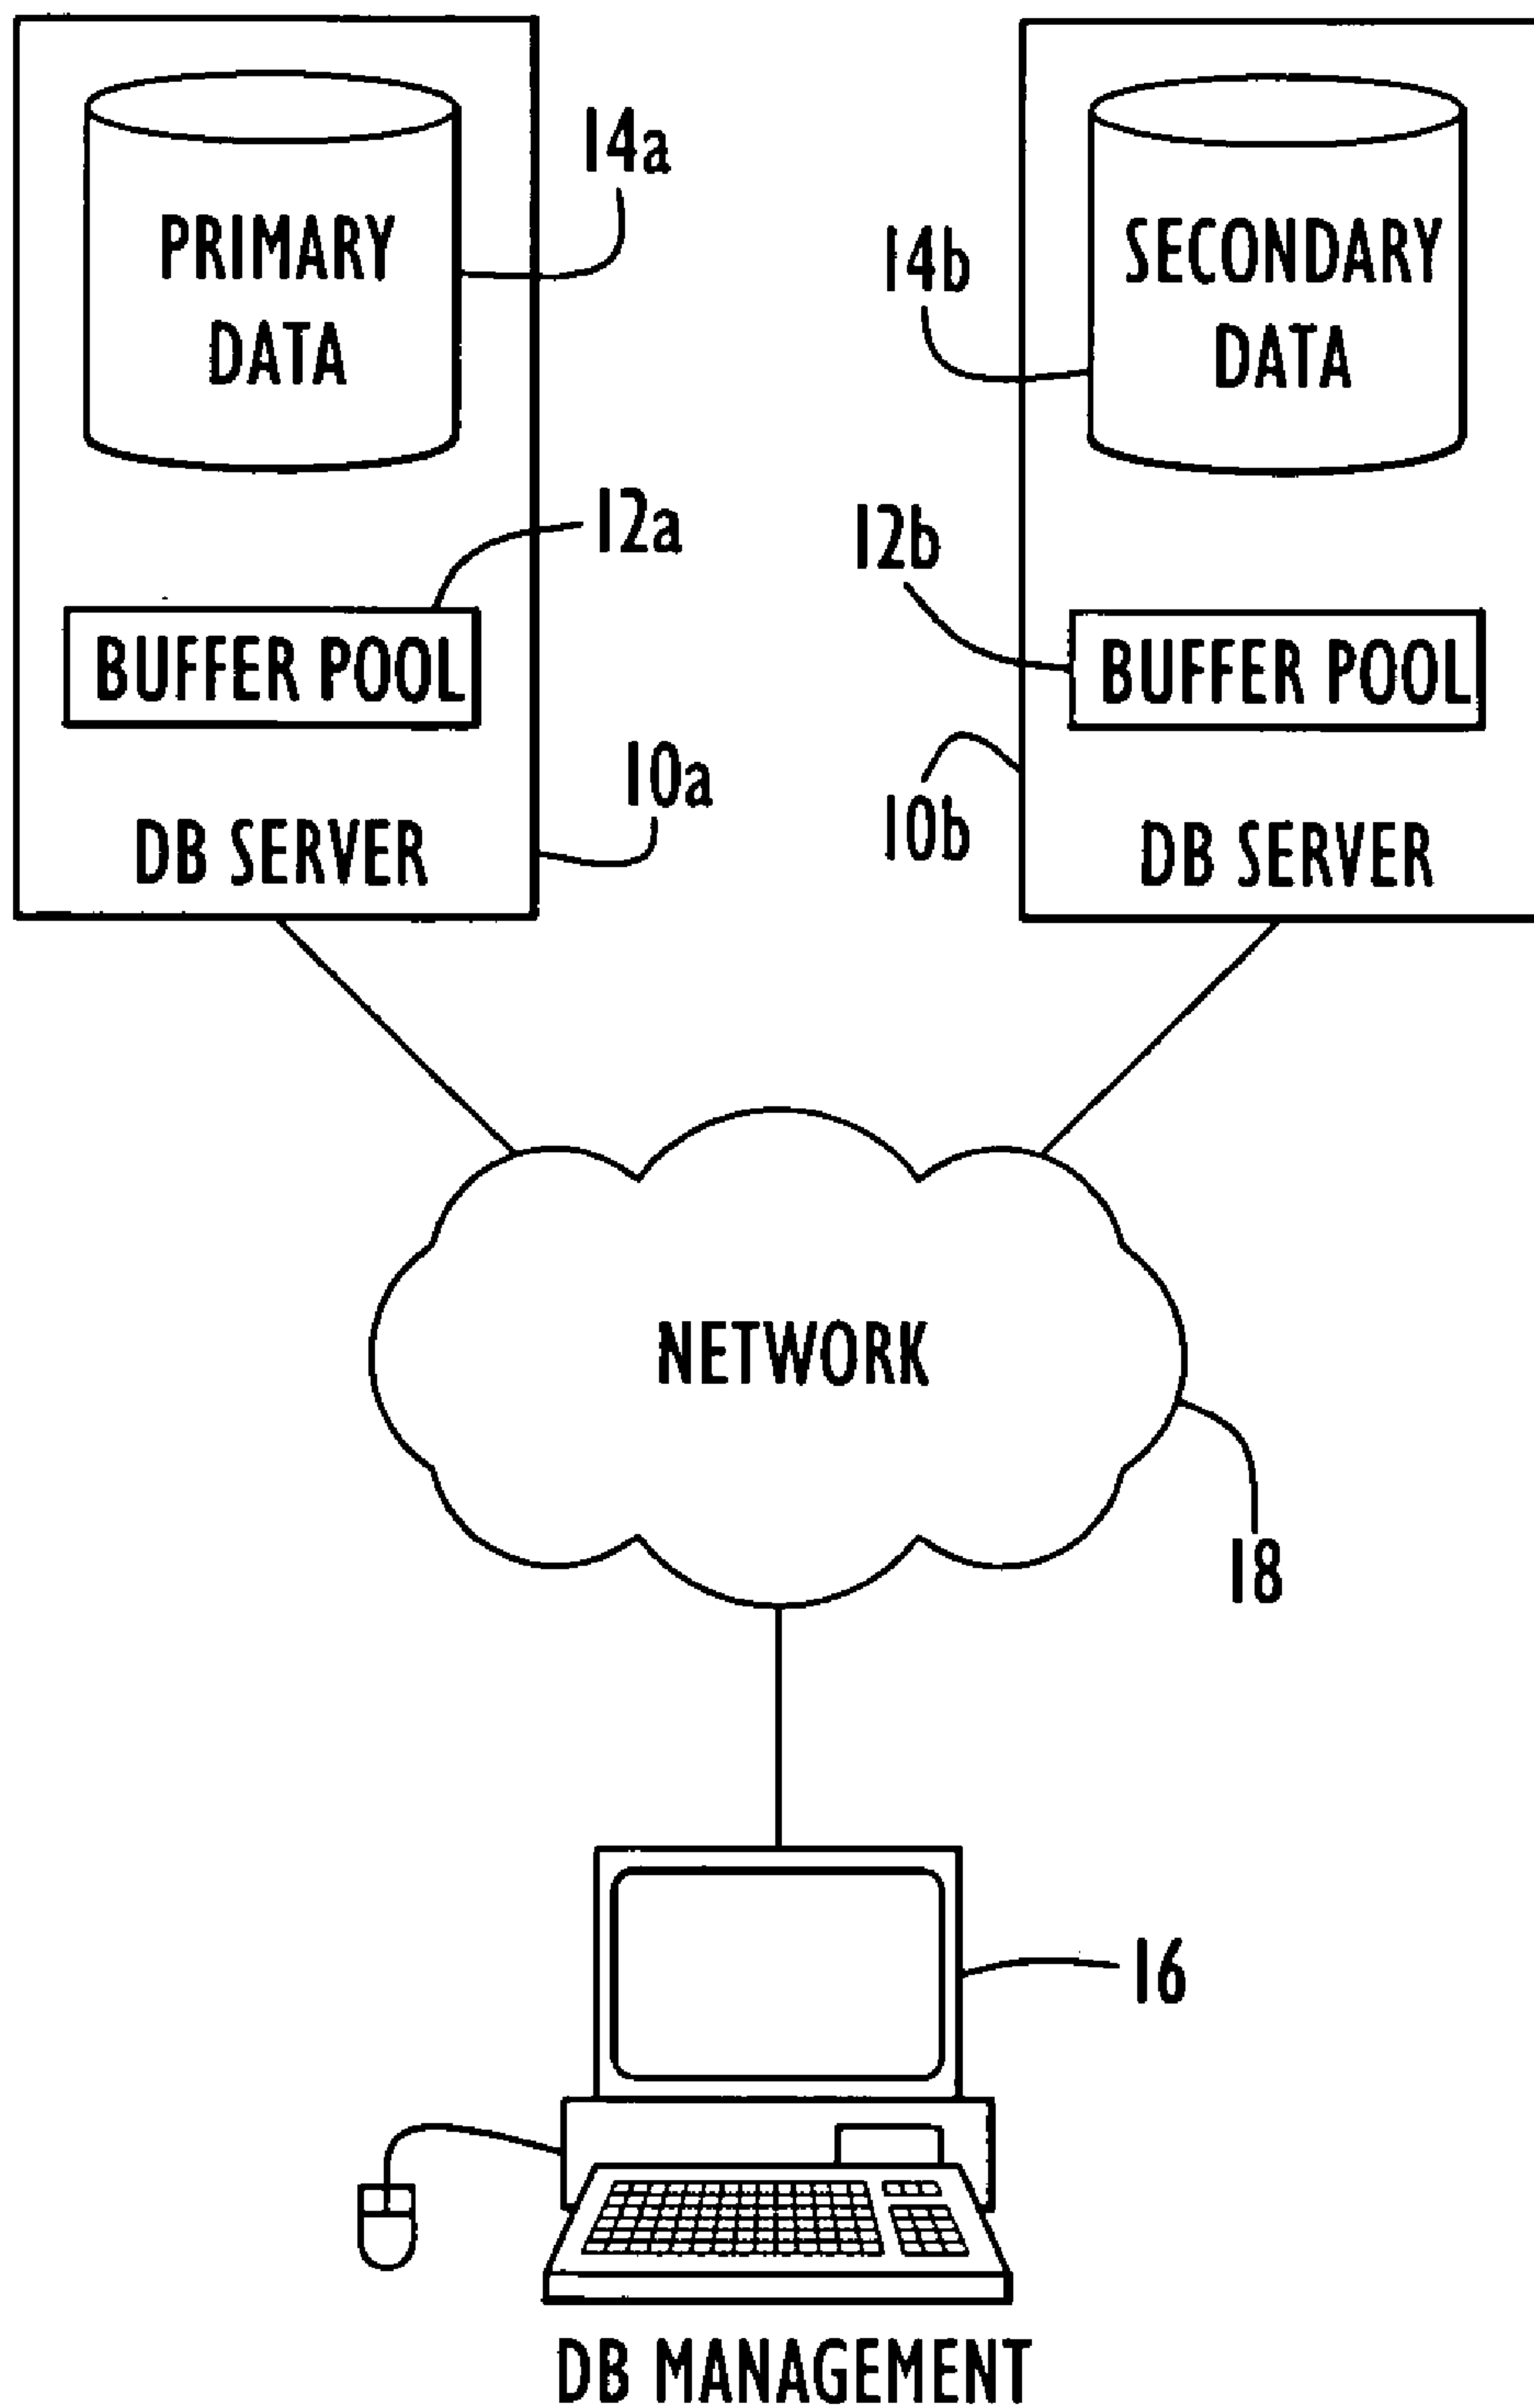 14a
PRIMARY
DATA
14b
SECONDARY
DATA
12a
BUFFER POOL
12b
BUFFER POOL
10a
DB SERVER
10b
DB SERVER
NETWORK
18
16
DB MANAGEMENT